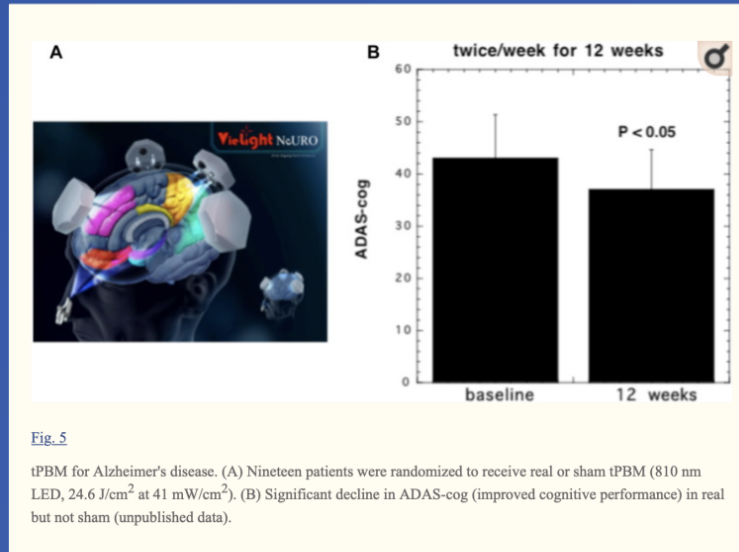 A
B
twice/week for 12 weeks
VieLight NeURO
60
50
40
30
20
10
0
ADAS-cog
P < 0.05
baseline
12 weeks
Fig. 5
tPBM for Alzheimer's disease. (A) Nineteen patients were randomized to receive real or sham tPBM (810 nm
LED, 24.6 J/cm² at 41 mW/cm²). (B) Significant decline in ADAS-cog (improved cognitive performance) in real
but not sham (unpublished data).